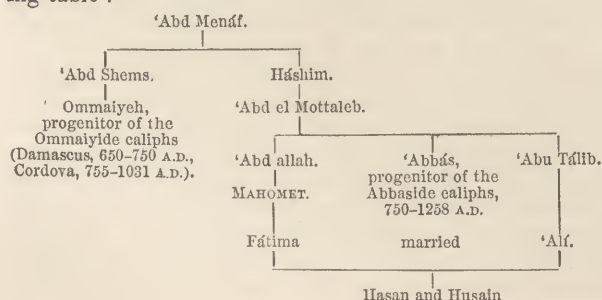 ing table :
‘Abd Menáf.
‘Abd Shems. Háshim.
Ommaiyeh, ‘Abd el Mottaleb.
progenitor of the
Ommaiyide caliphs
(Damascus, 650-750 A.D.,
Cordova, 755-1031 A.D.).
‘Abd allah. ‘Abbás, ‘Abu Tálib.
MAHOMET. progenitor of the
Abbaside caliphs,
750-1258 A.D.
Fátima married ‘Alí.
Hasan and Husain